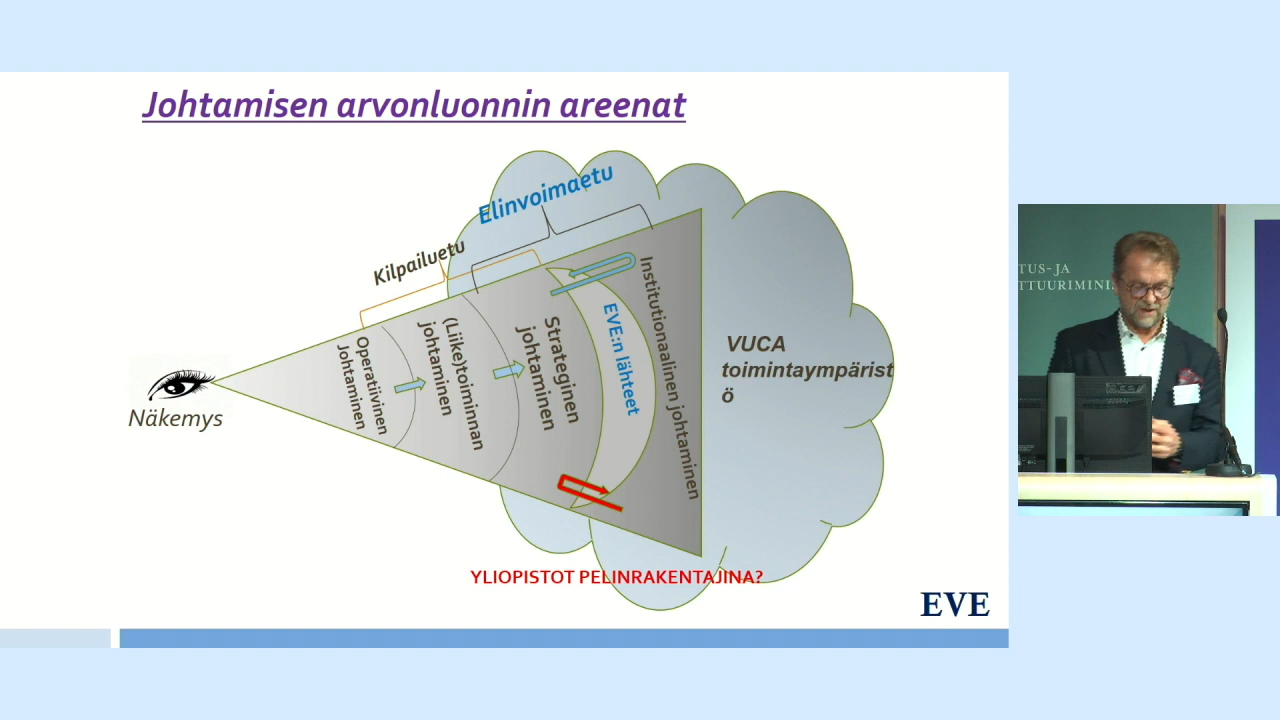 Johtamisen arvonluonnin areenat
Elinvoimaetu
Kilpailuetu
Näkemys
Operatiivinen
Johtaminen
(Liike)toiminnan
johtaminen
Strateginen
johtaminen
EVE:n lähteet
Institutionaalinen johtaminen
VUCA
toimintaympärist
ö
YLIOPISTOT PELINRAKENTAJINA?
EVE
TUS- JA
TTUURIMINI